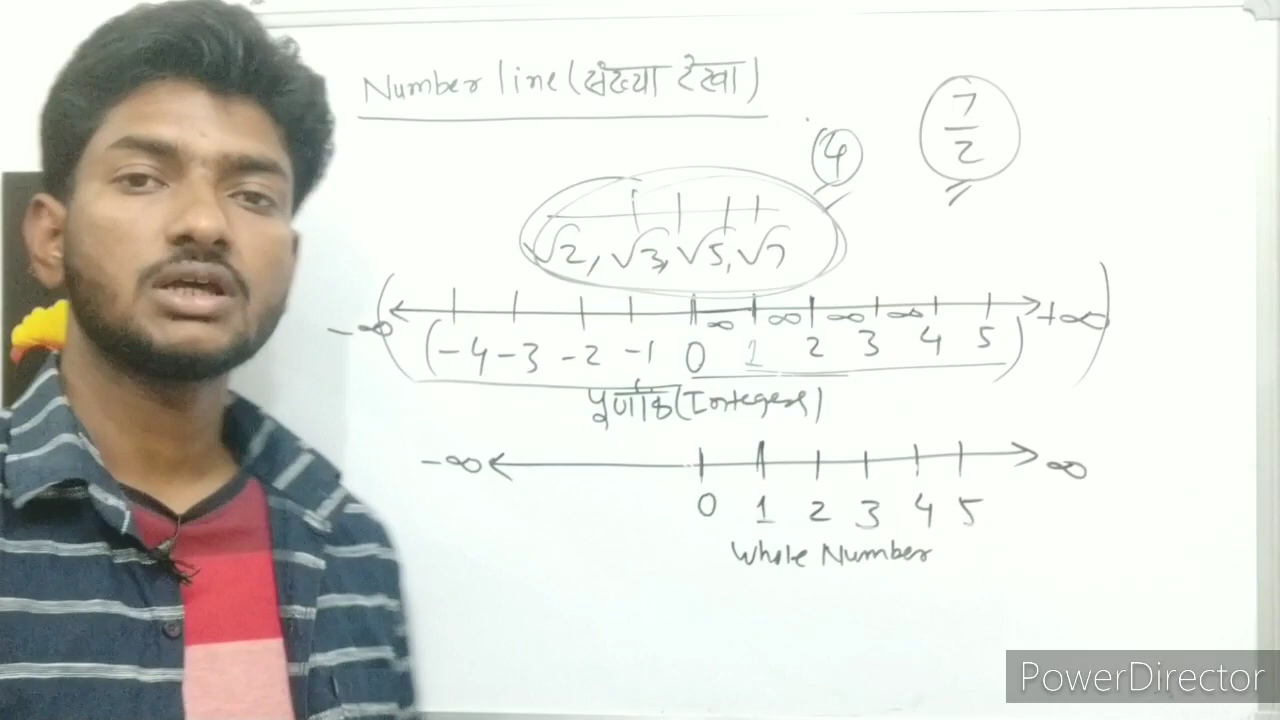 Number line (संख्या रेखा)
7/2
4
√2, √3, √5, √7
-∞ +∞
∞ ∞ ∞ ∞
-4 -3 -2 -1 0 1 2 3 4 5
पूर्णांक (Integers)
-∞ ∞
0 1 2 3 4 5
Whole Number
PowerDirector